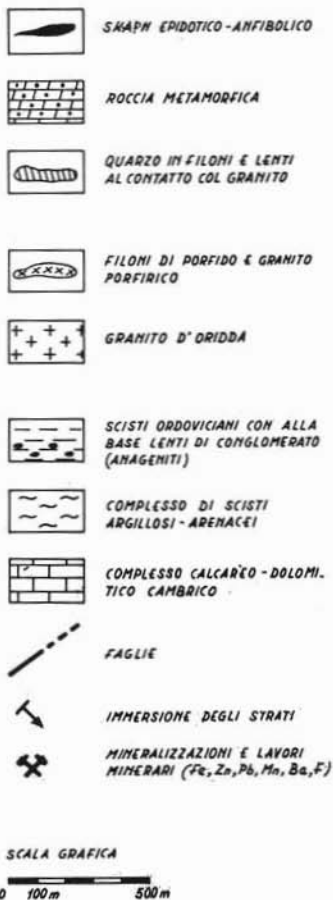 SKARN EPIDOTICO-ANFIBOLICO
ROCCIA METAMORFICA
QUARZO IN FILONI E LENTI
AL CONTATTO COL GRANITO
FILONI DI PORFIDO E GRANITO
PORFIRICO
GRANITO D'ORIDDA
SCISTI ORDOVICIANI CON ALLA
BASE LENTI DI CONGLOMERATO
(ANAGENITI)
COMPLESSO DI SCISTI
ARGILLOSI-ARENACEI
COMPLESSO CALCAREO-DOLOMI-
TICO CAMBRICO
FAGLIE
IMMERSIONE DEGLI STRATI
MINERALIZZAZIONI E LAVORI
MINERARI (Fe, Zn, Pb, Mn, Ba, F)
SCALA GRAFICA
0 100m 500m